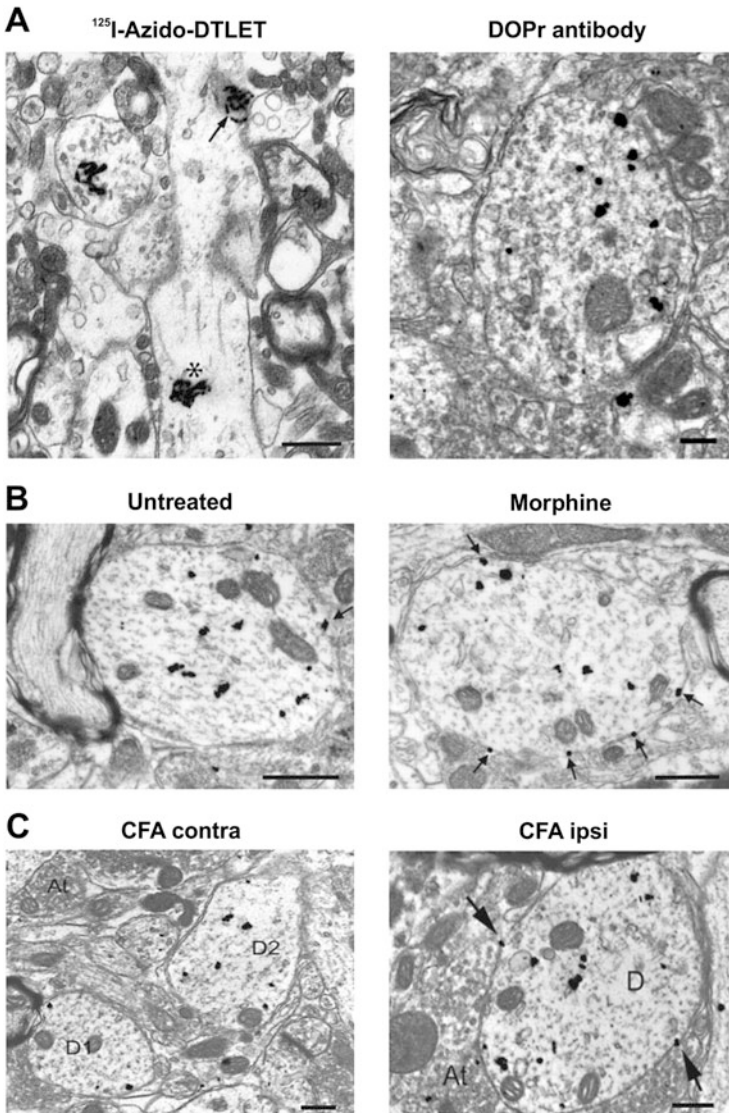 A
¹²⁵I-Azido-DTLET
DOPr antibody
*
B
Untreated
Morphine
C
CFA contra
CFA ipsi
At
D2
D1
D
At